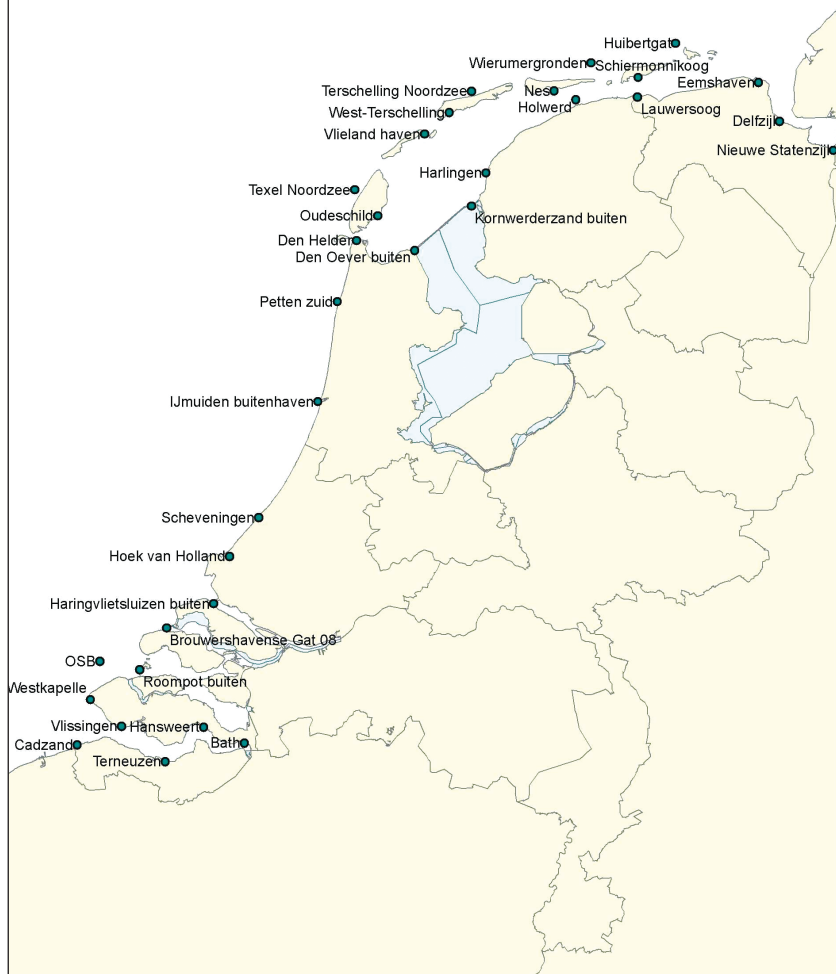 Huibertgat
Wierumergronden
Schiermonnikoog
Eemshaven
Terschelling Noordzee
Nes
Holwerd
Lauwersoog
West-Terschelling
Delfzijl
Vlieland haven
Nieuwe Statenzijl
Harlingen
Texel Noordzee
Oudeschild
Kornwerderzand buiten
Den Helder
Den Oever buiten
Petten zuid
IJmuiden buitenhaven
Scheveningen
Hoek van Holland
Haringvlietsluizen buiten
Brouwershavense Gat 08
OSB
Roompot buiten
Westkapelle
Vlissingen
Hansweert
Cadzand
Bath
Terneuzen